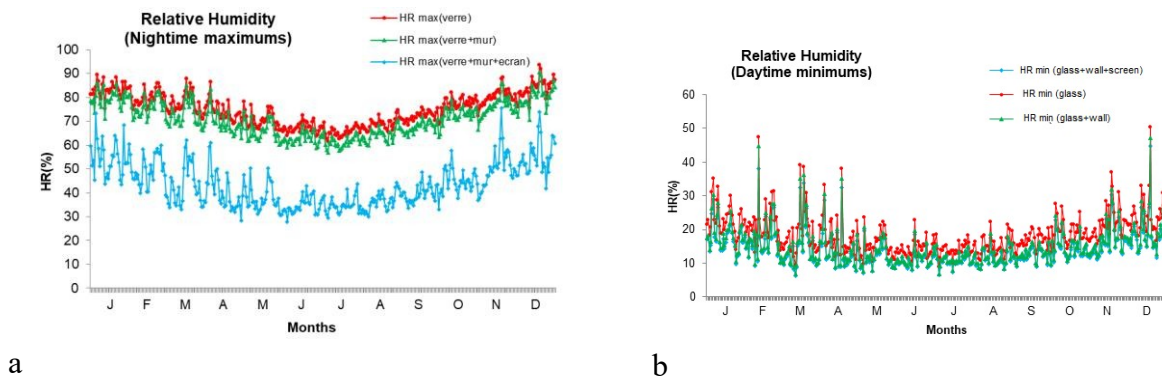 Relative Humidity
(Nightime maximums)
HR max(verre)
HR max(verre+mur)
HR max(verre+mur+ecran)
HR(%)
100
90
80
70
60
50
40
30
20
10
0
J F M A M J J A S O N D
Months
a
Relative Humidity
(Daytime minimums)
HR min (glass+wall+screen)
HR min (glass)
HR min (glass+wall)
HR(%)
60
50
40
30
20
10
0
J F M A M J J A S O N D
Months
b